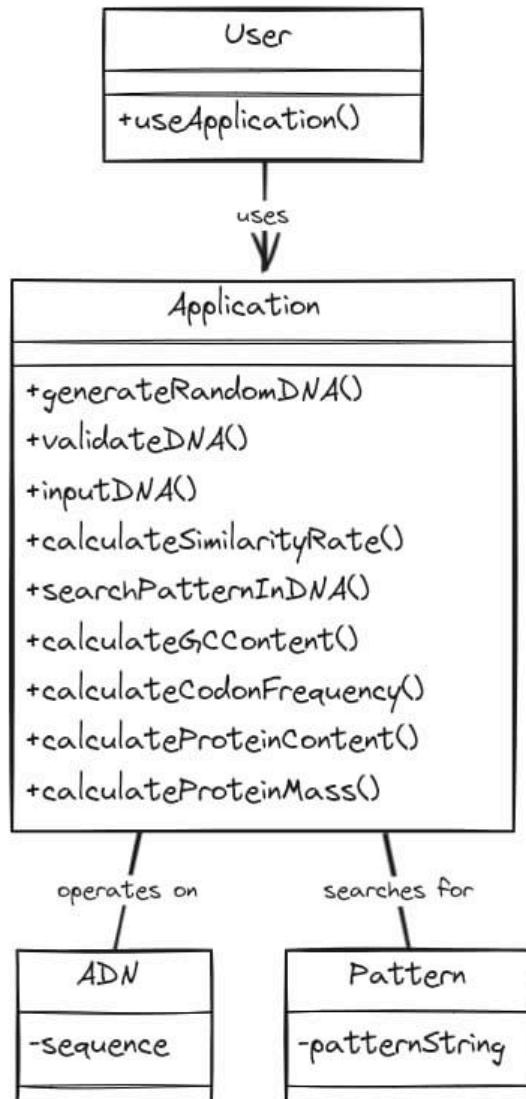 User
+useApplication()
uses
Application
+generateRandomDNA()
+validateDNA()
+inputDNA()
+calculateSimilarityRate()
+searchPatternInDNA()
+calculateGCContent()
+calculateCodonFrequency()
+calculateProteinContent()
+calculateProteinMass()
operates on
searches for
ADN
Pattern
-sequence
-patternString